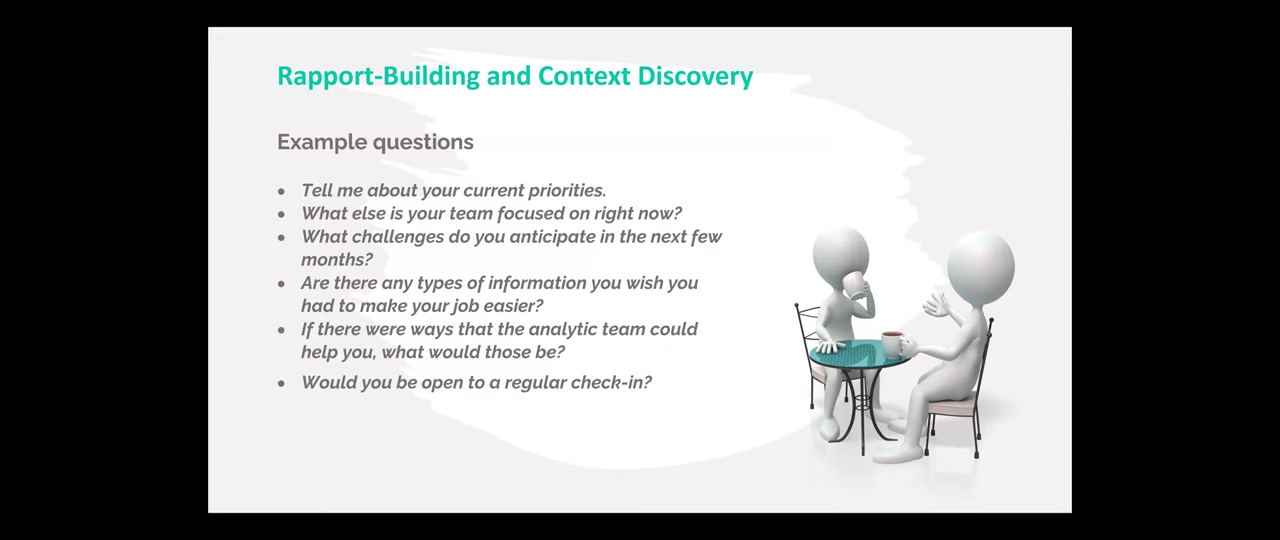 Rapport-Building and Context Discovery
Example questions
• Tell me about your current priorities.
• What else is your team focused on right now?
• What challenges do you anticipate in the next few
months?
• Are there any types of information you wish you
had to make your job easier?
• If there were ways that the analytic team could
help you, what would those be?
• Would you be open to a regular check-in?